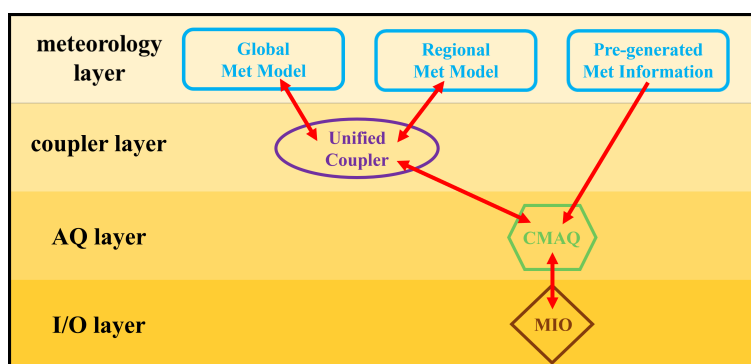 meteorology
layer
Global
Met Model
Regional
Met Model
Pre-generated
Met Information
coupler layer
Unified
Coupler
AQ layer
CMAQ
I/O layer
MIO